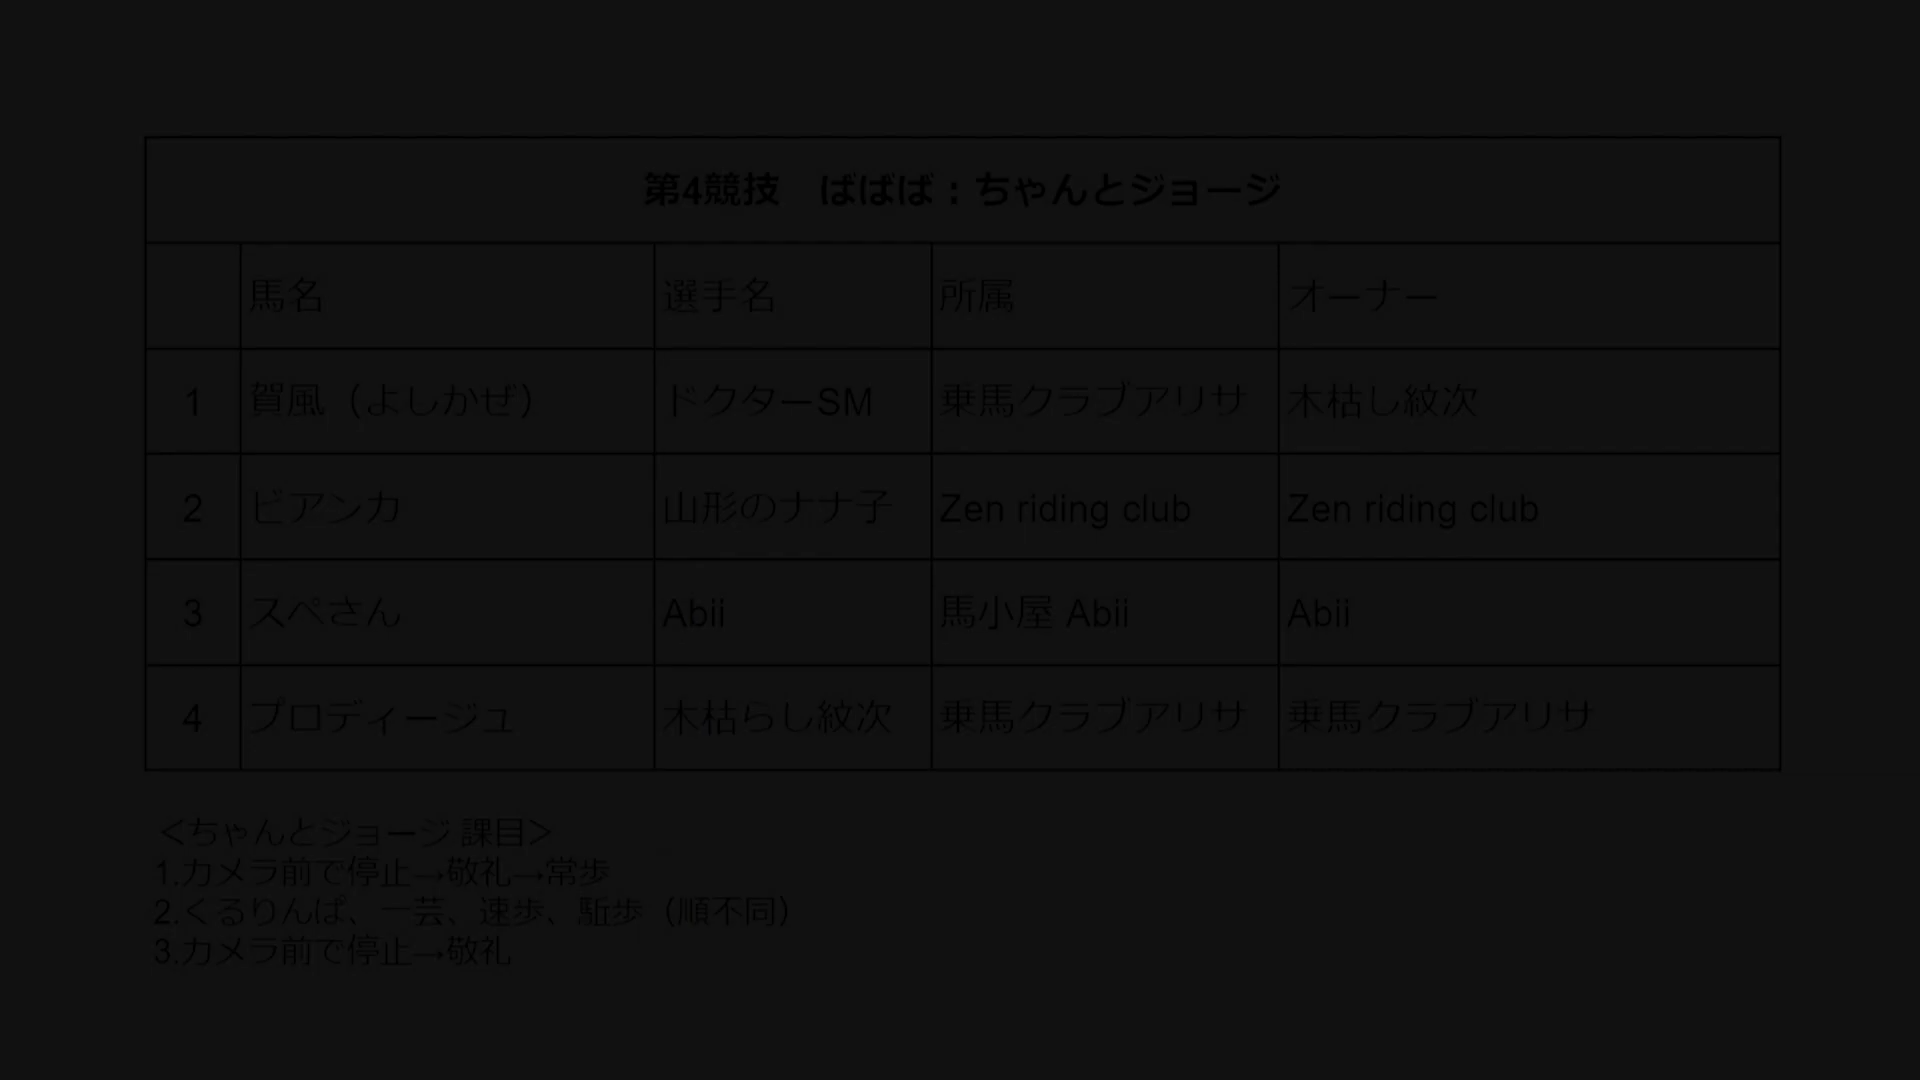 第4競技　ばばば：ちゃんとジョージ
馬名 選手名 所属 オーナー
1 賀風（よしかぜ） ドクターSM 乗馬クラブアリサ 木枯し紋次
2 ビアンカ 山形のナナ子 Zen riding club Zen riding club
3 スペさん Abii 馬小屋 Abii Abii
4 プロディージュ 木枯らし紋次 乗馬クラブアリサ 乗馬クラブアリサ
＜ちゃんとジョージ 課目＞
1.カメラ前で停止→敬礼→常歩
2.くるりんぱ、一芸、速歩、駈歩（順不同）
3.カメラ前で停止→敬礼